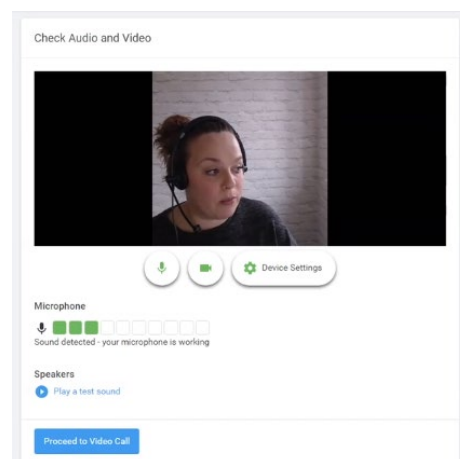 Check Audio and Video
Device Settings
Microphone
Sound detected - your microphone is working
Speakers
Play a test sound
Proceed to Video Call